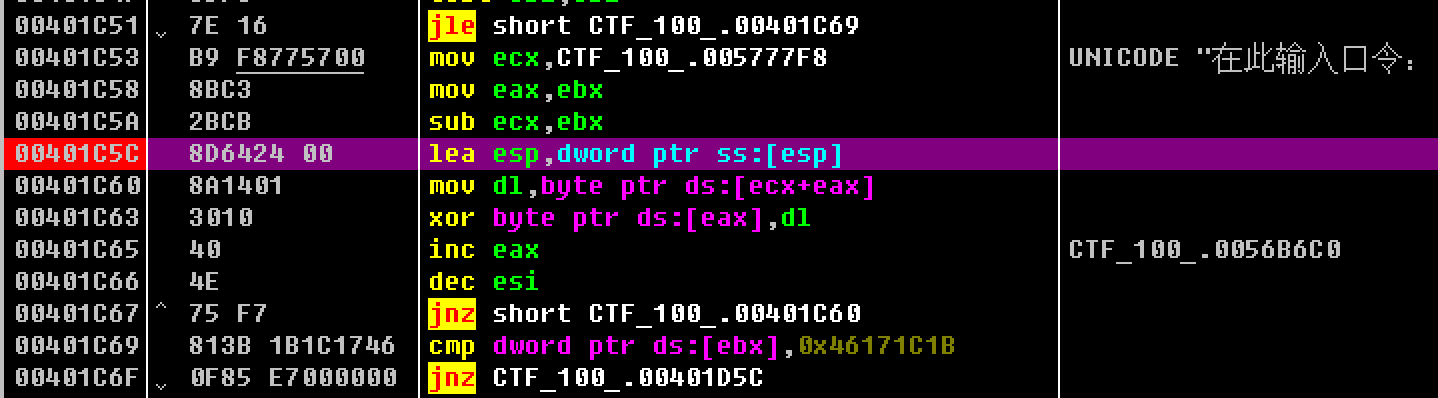 00401C51 7E 16 jle short CTF_100_.00401C69
00401C53 B9 F8775700 mov ecx,CTF_100_.005777F8 UNICODE "在此输入口令：
00401C58 8BC3 mov eax,ebx
00401C5A 2BCB sub ecx,ebx
00401C5C 8D6424 00 lea esp,dword ptr ss:[esp]
00401C60 8A1401 mov dl,byte ptr ds:[ecx+eax]
00401C63 3010 xor byte ptr ds:[eax],dl
00401C65 40 inc eax CTF_100_.0056B6C0
00401C66 4E dec esi
00401C67 75 F7 jnz short CTF_100_.00401C60
00401C69 813B 1B1C1746 cmp dword ptr ds:[ebx],0x46171C1B
00401C6F 0F85 E7000000 jnz CTF_100_.00401D5C